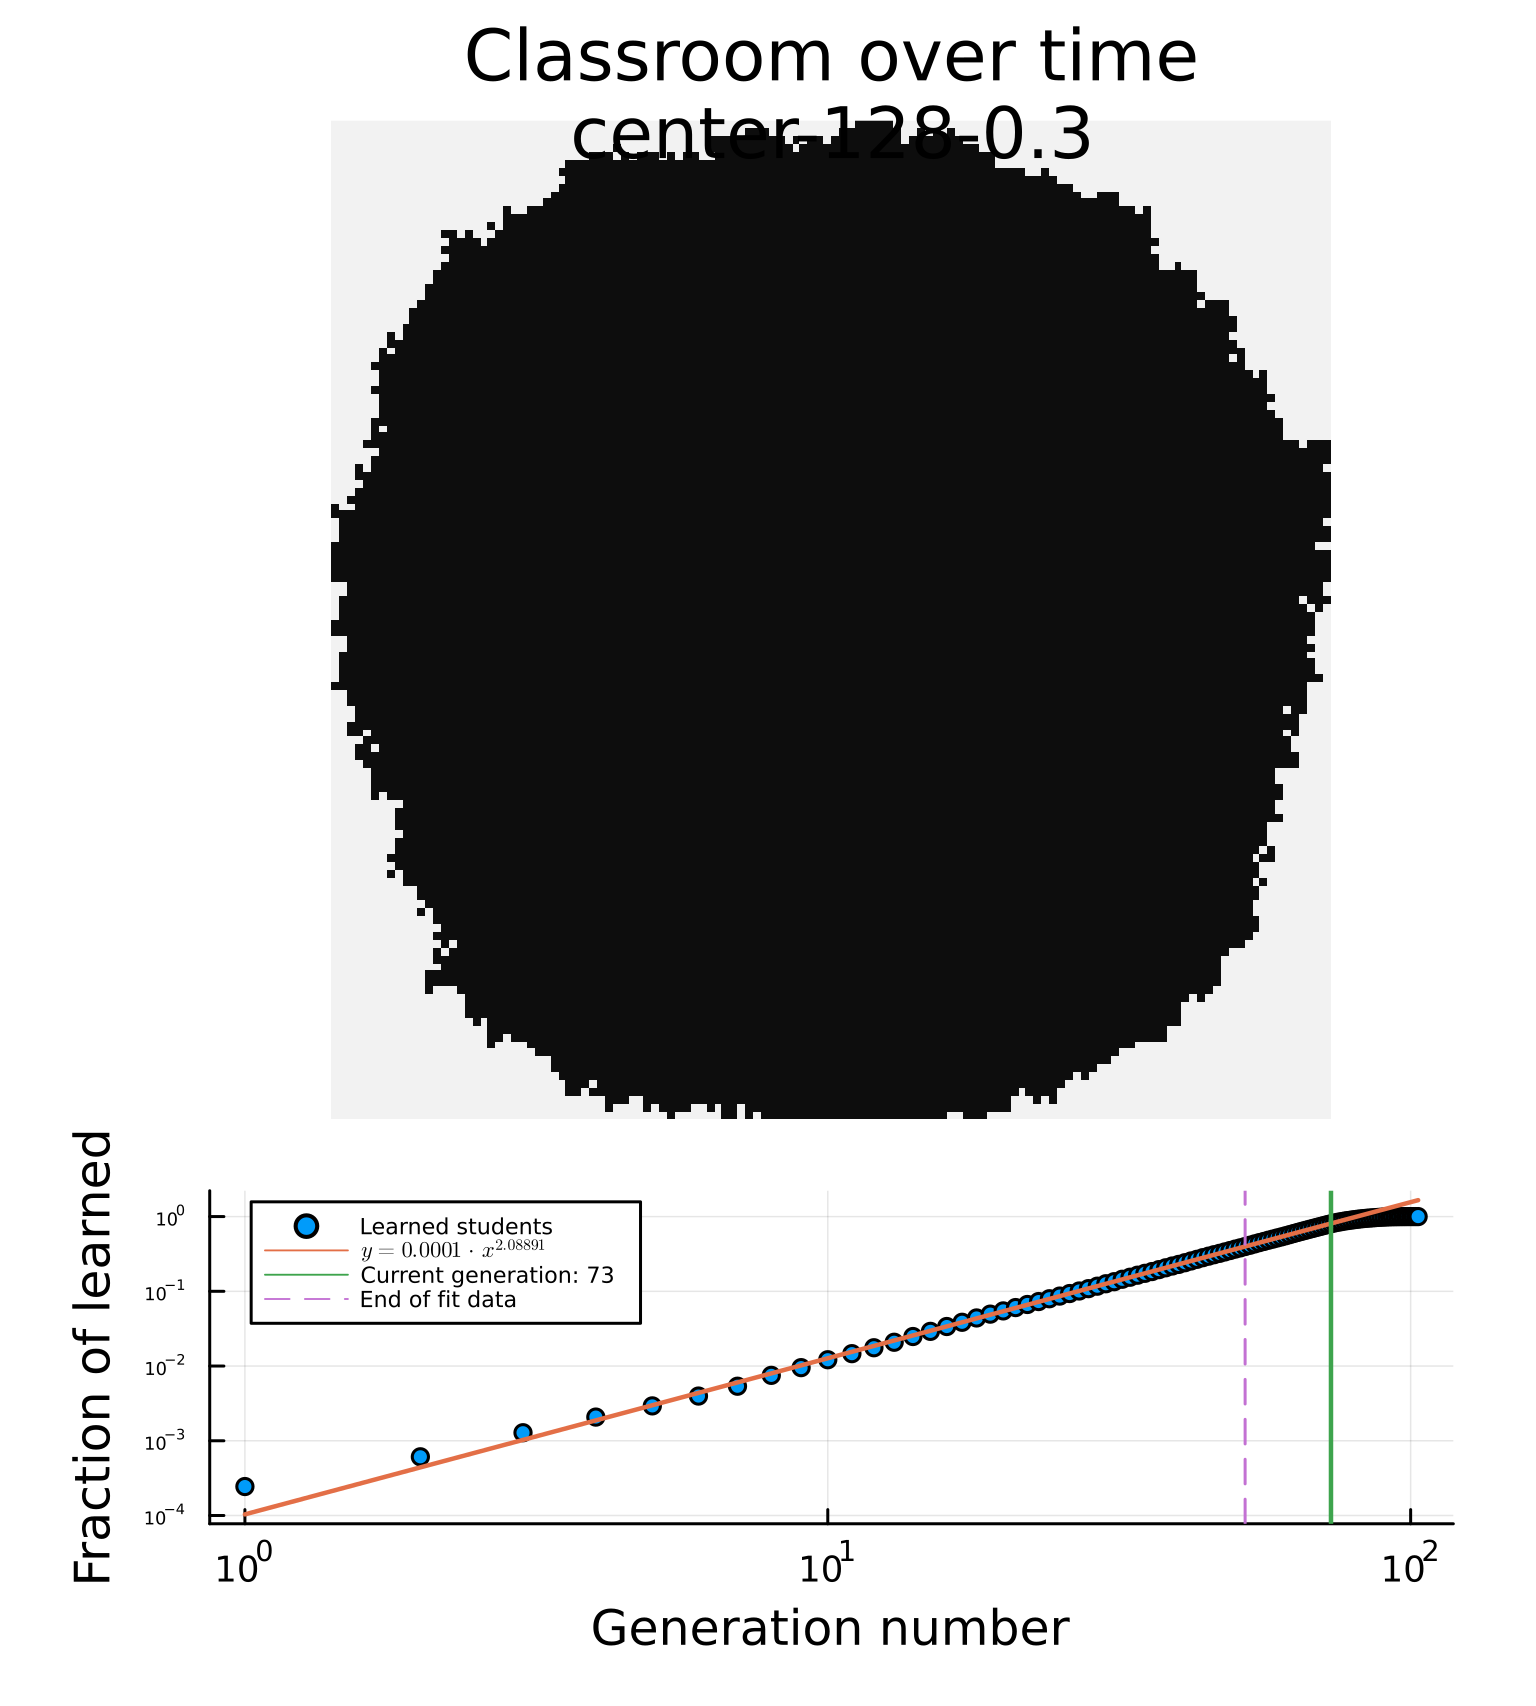 Classroom over time
center-128-0.3
Fraction of learned
10^0
10^-1
10^-2
10^-3
10^-4
Learned students
y = 0.0001 · x^2.08891
Current generation: 73
End of fit data
10^0 10^1 10^2
Generation number